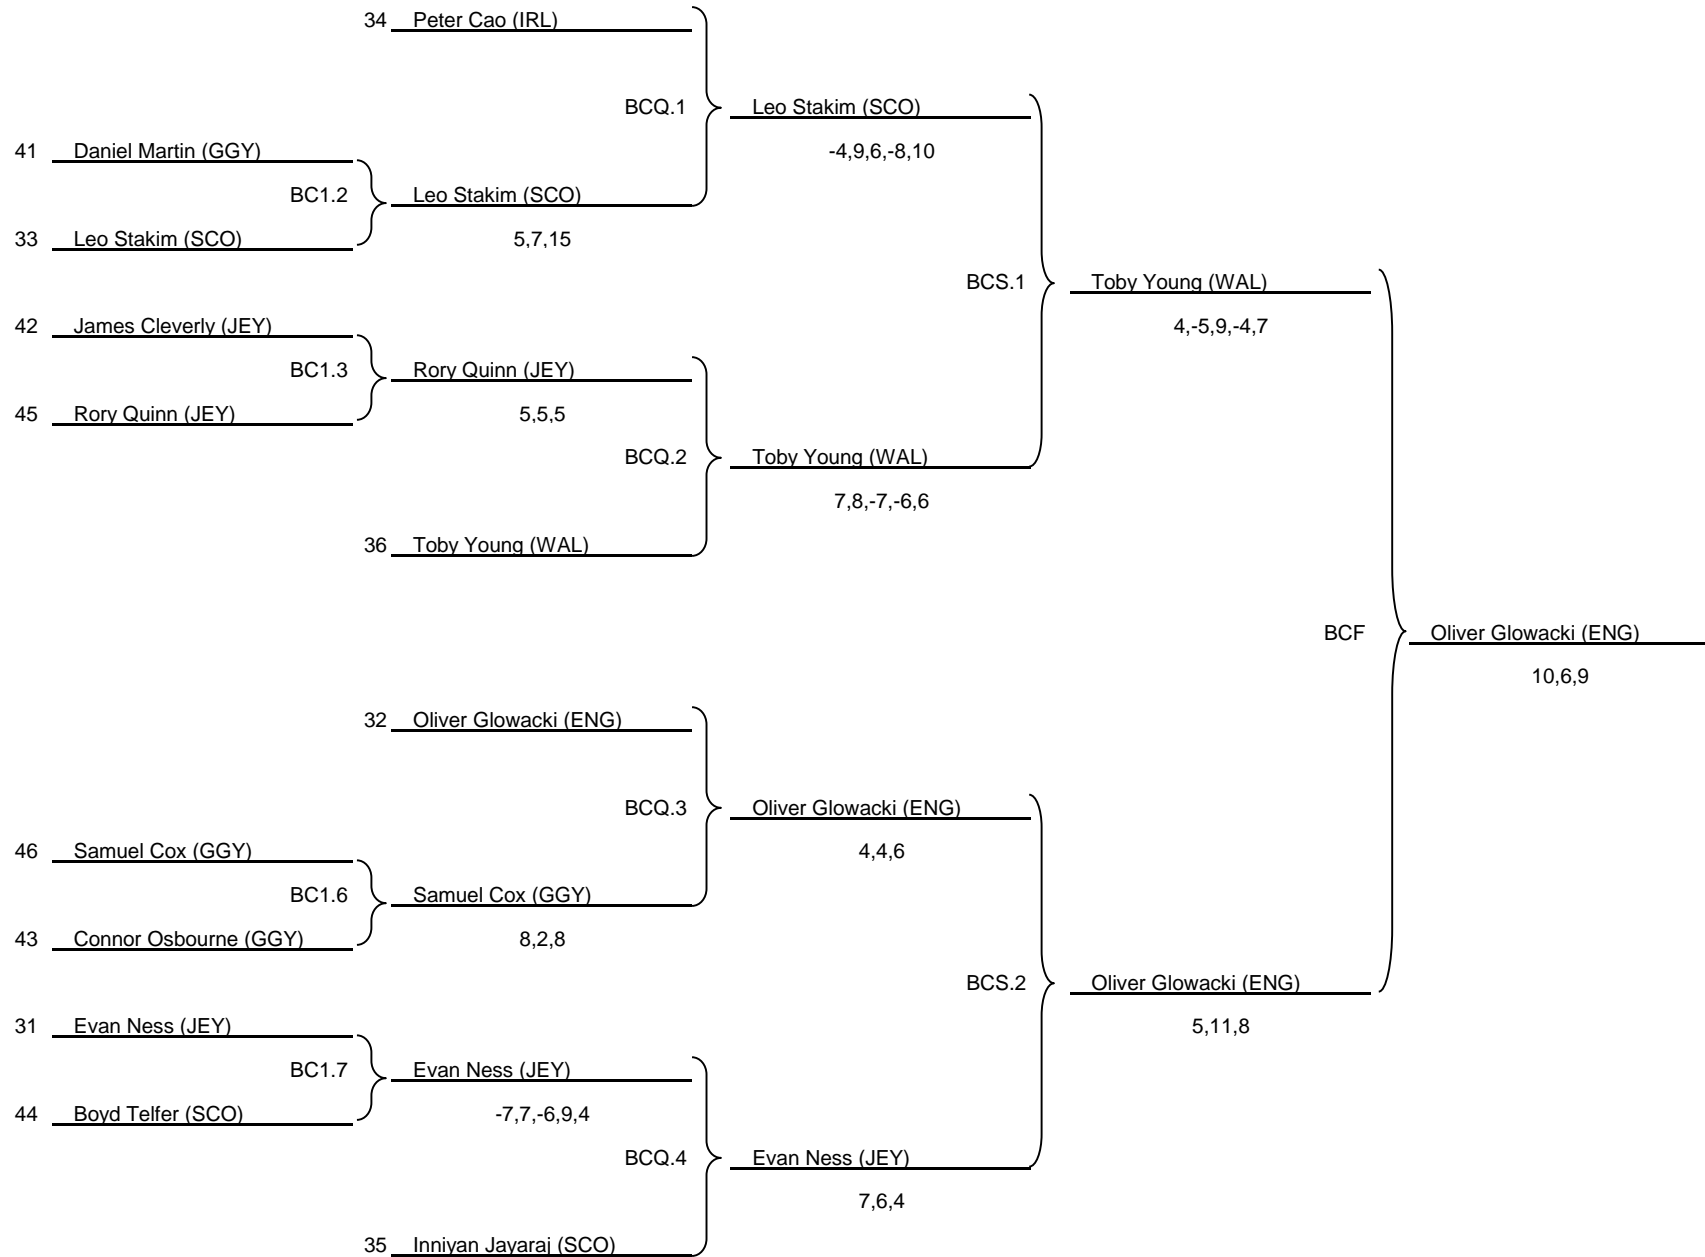 34 Peter Cao (IRL)
BCQ.1 Leo Stakim (SCO)
41 Daniel Martin (GGY) -4,9,6,-8,10
BC1.2 Leo Stakim (SCO)
33 Leo Stakim (SCO) 5,7,15
BCS.1 Toby Young (WAL)
42 James Cleverly (JEY) 4,-5,9,-4,7
BC1.3 Rory Quinn (JEY)
45 Rory Quinn (JEY) 5,5,5
BCQ.2 Toby Young (WAL)
7,8,-7,-6,6
36 Toby Young (WAL)
BCF Oliver Glowacki (ENG)
10,6,9
32 Oliver Glowacki (ENG)
BCQ.3 Oliver Glowacki (ENG)
46 Samuel Cox (GGY) 4,4,6
BC1.6 Samuel Cox (GGY)
43 Connor Osbourne (GGY) 8,2,8
BCS.2 Oliver Glowacki (ENG)
31 Evan Ness (JEY) 5,11,8
BC1.7 Evan Ness (JEY)
44 Boyd Telfer (SCO) -7,7,-6,9,4
BCQ.4 Evan Ness (JEY)
7,6,4
35 Inniyan Jayaraj (SCO)